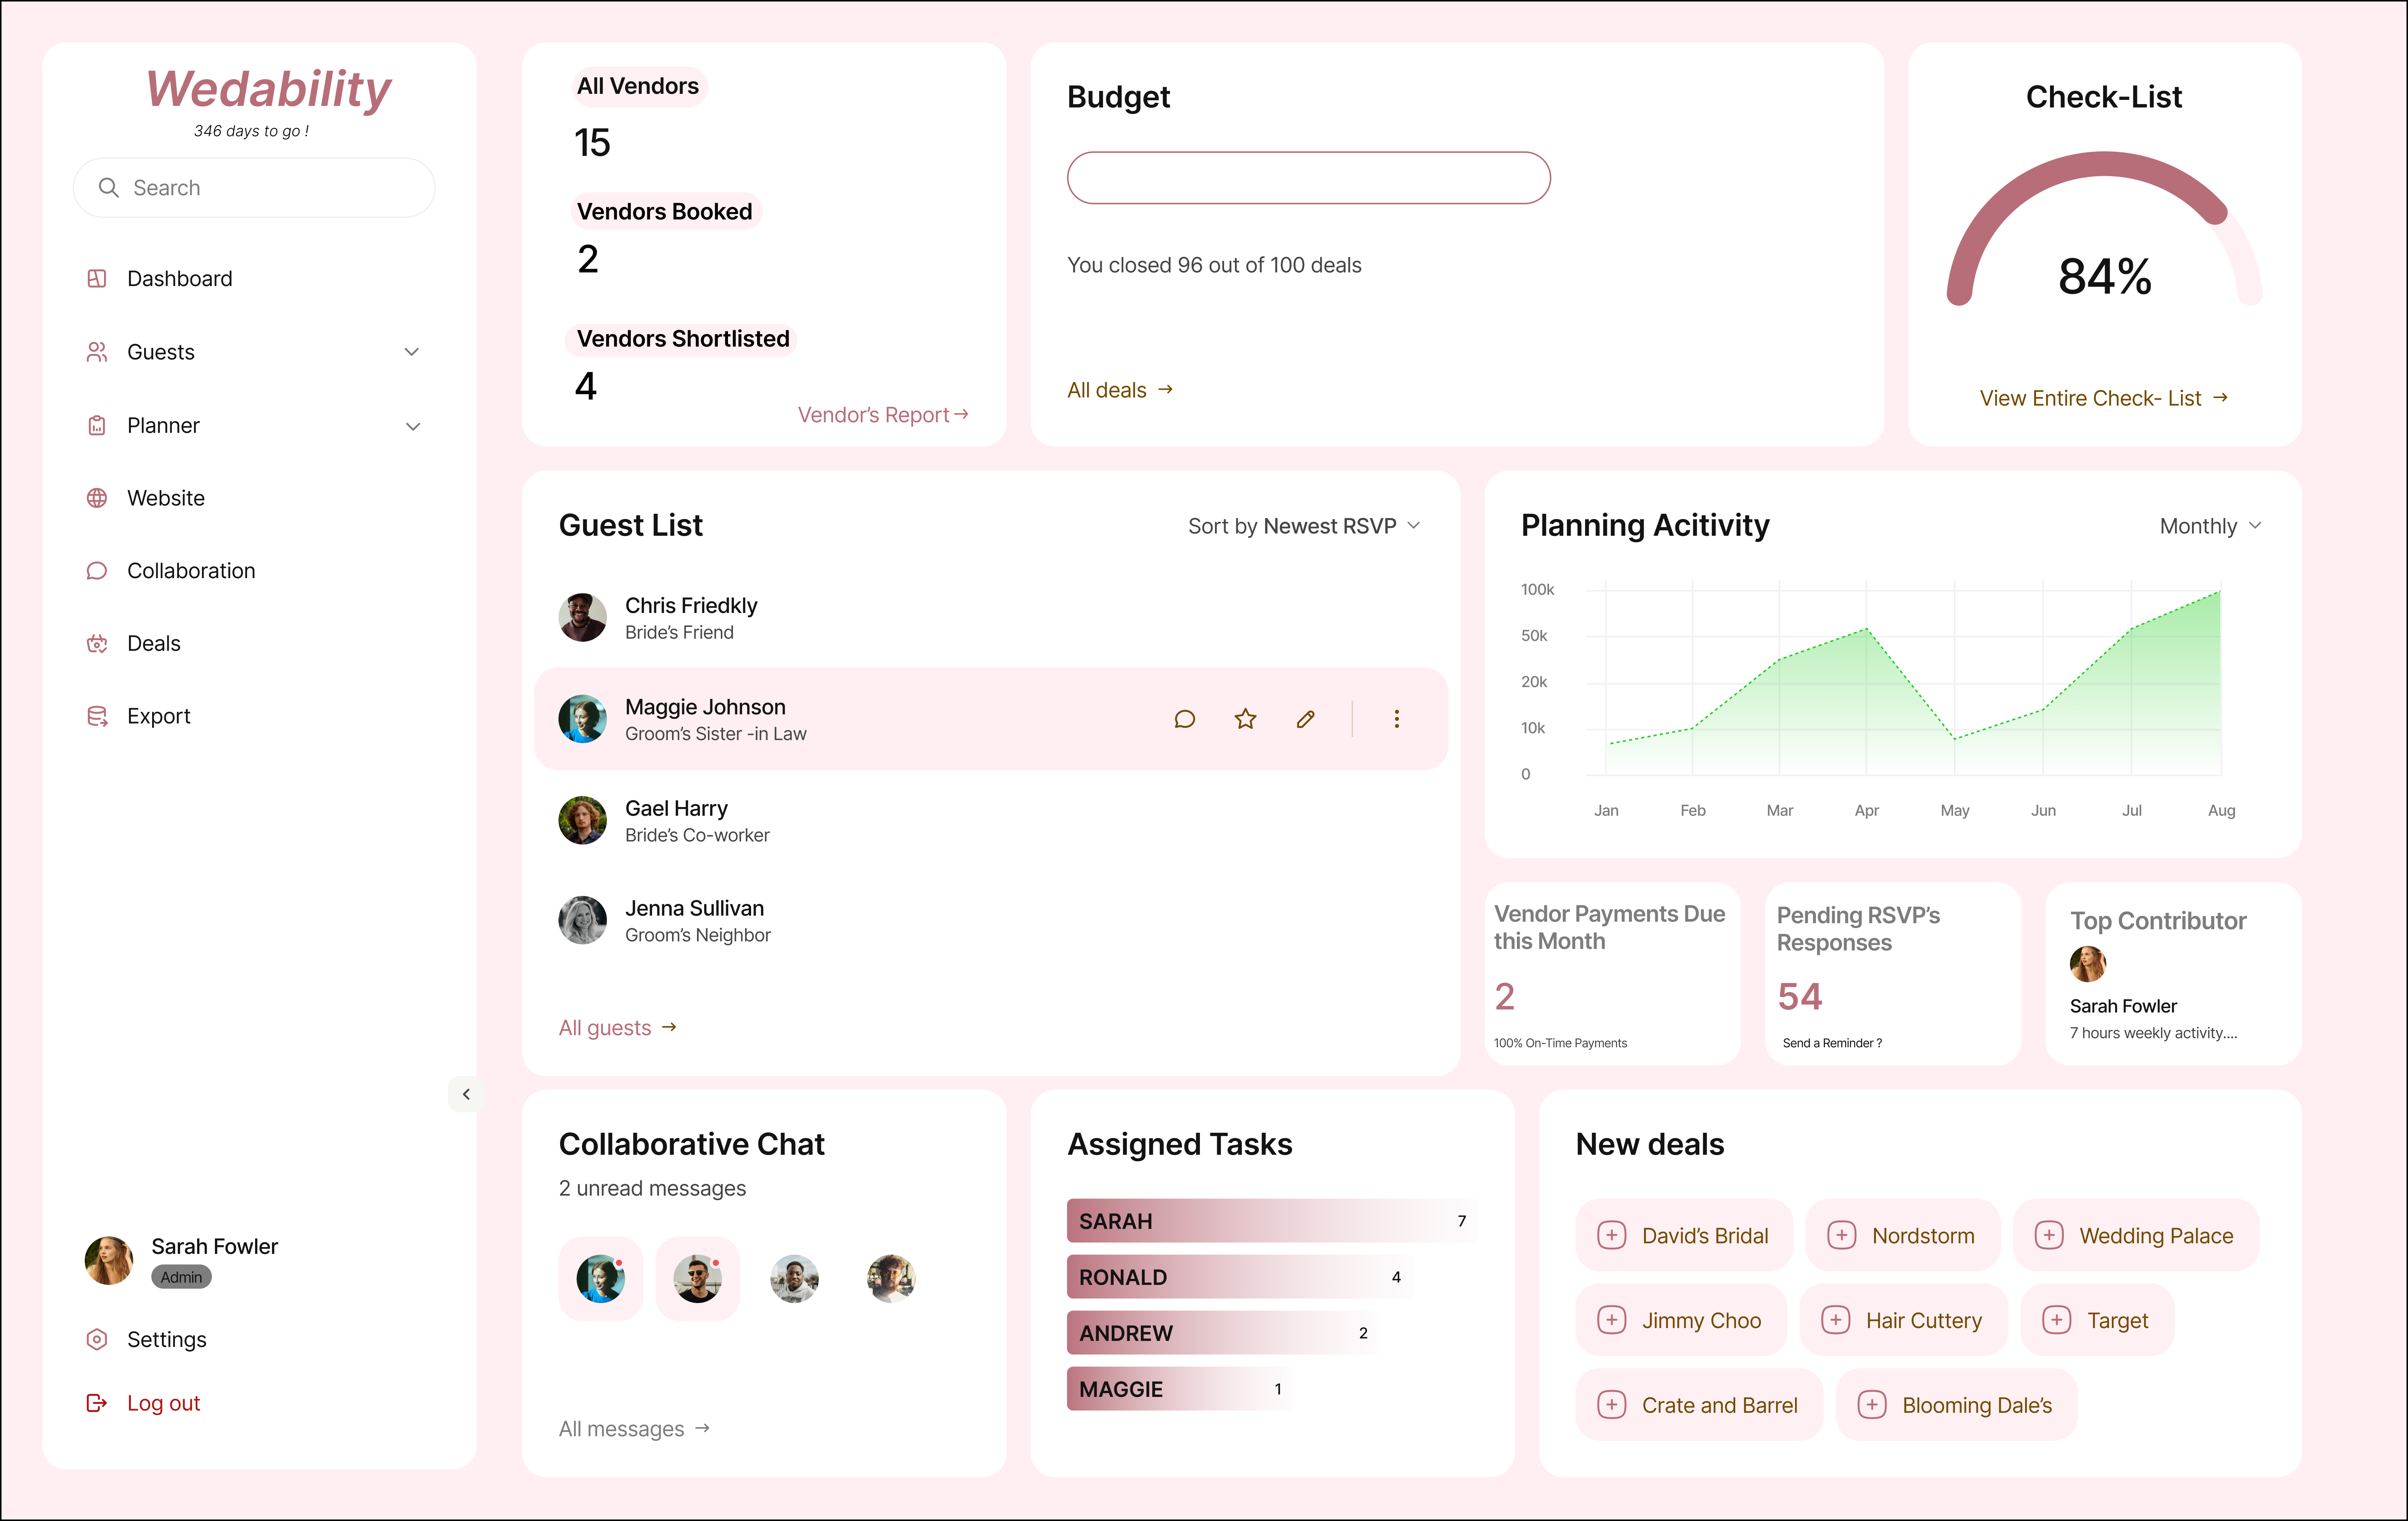 Wedability
346 days to go !
Search
Dashboard
Guests
Planner
Website
Collaboration
Deals
Export
Sarah Fowler
Admin
Settings
Log out
All Vendors
15
Vendors Booked
2
Vendors Shortlisted
4
Vendor’s Report
Budget
You closed 96 out of 100 deals
All deals
Check-List
84%
View Entire Check- List
Guest List
Sort by Newest RSVP
Chris Friedkly
Bride’s Friend
Maggie Johnson
Groom’s Sister -in Law
Gael Harry
Bride’s Co-worker
Jenna Sullivan
Groom’s Neighbor
All guests
Planning Acitivity
Monthly
100k
50k
20k
10k
0
Jan Feb Mar Apr May Jun Jul Aug
Vendor Payments Due
this Month
2
100% On-Time Payments
Pending RSVP’s
Responses
54
Send a Reminder ?
Top Contributor
Sarah Fowler
7 hours weekly activity....
Collaborative Chat
2 unread messages
All messages
Assigned Tasks
SARAH 7
RONALD 4
ANDREW 2
MAGGIE 1
New deals
David’s Bridal
Nordstorm
Wedding Palace
Jimmy Choo
Hair Cuttery
Target
Crate and Barrel
Blooming Dale’s